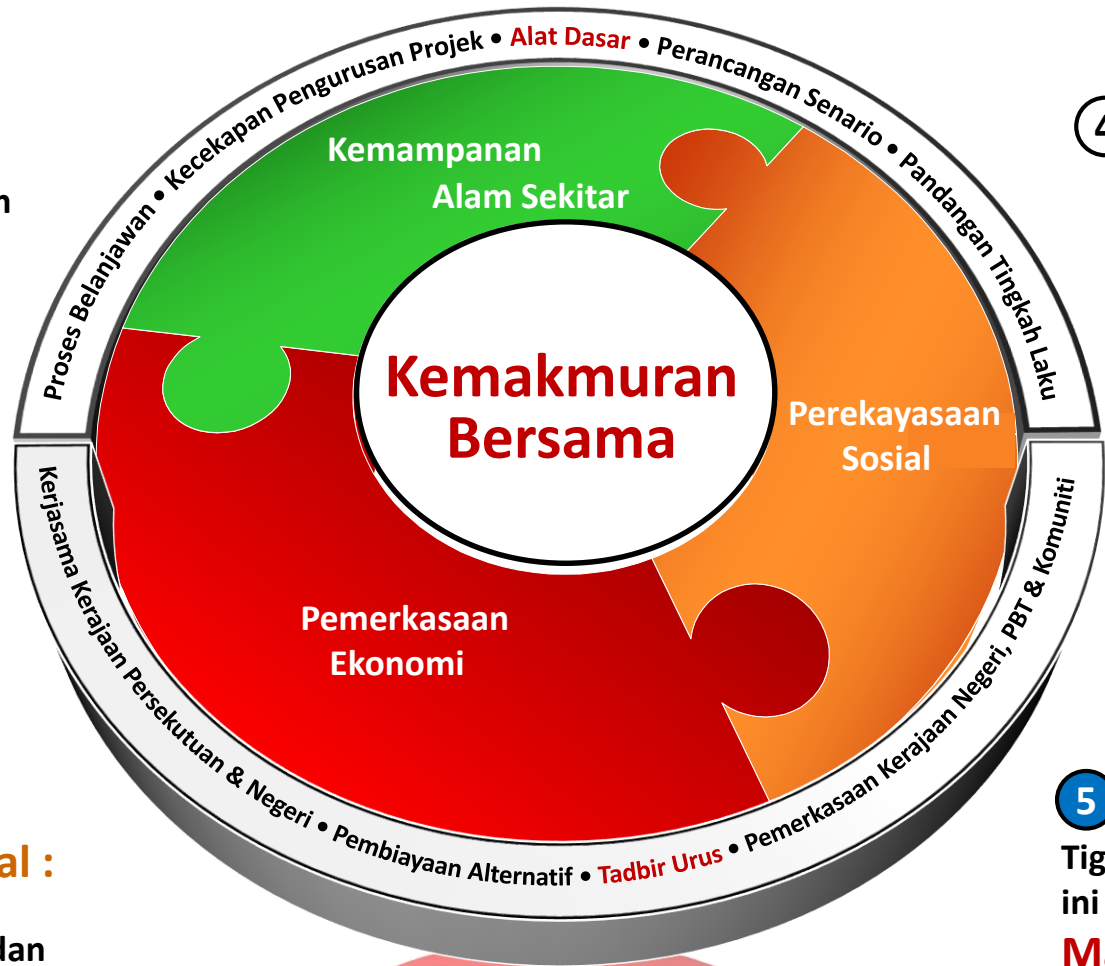 Proses Belanjawan • Kecekapan Pengurusan Projek • Alat Dasar • Perancangan Senario • Pandangan Tingkah Laku
Kemampanan
Alam Sekitar
Kemakmuran
Bersama
Perekayasaan
Sosial
Pemerkasaan
Ekonomi
Kerjasama Kerajaan Persekutuan & Negeri • Pembiayaan Alternatif • Tadbir Urus • Pemerkasaan Kerajaan Negeri, PBT & Komuniti
al :
dan
5
Tig
ini